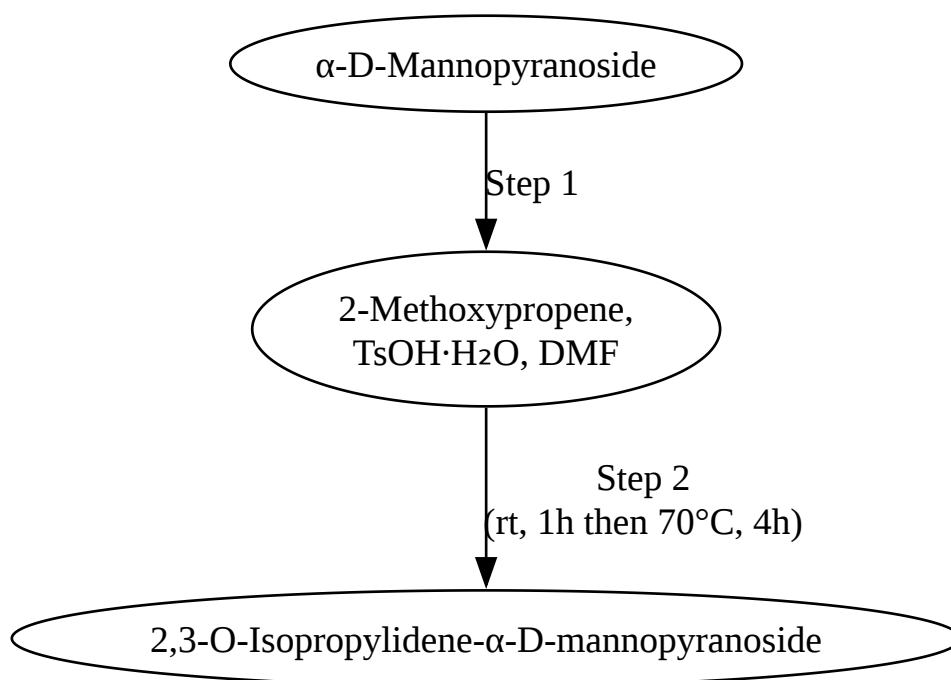 α-D-Mannopyranoside
Step 1
2-Methoxypropene,
TsOH·H₂O, DMF
Step 2
(rt, 1h then 70°C, 4h)
2,3-O-Isopropylidene-α-D-mannopyranoside